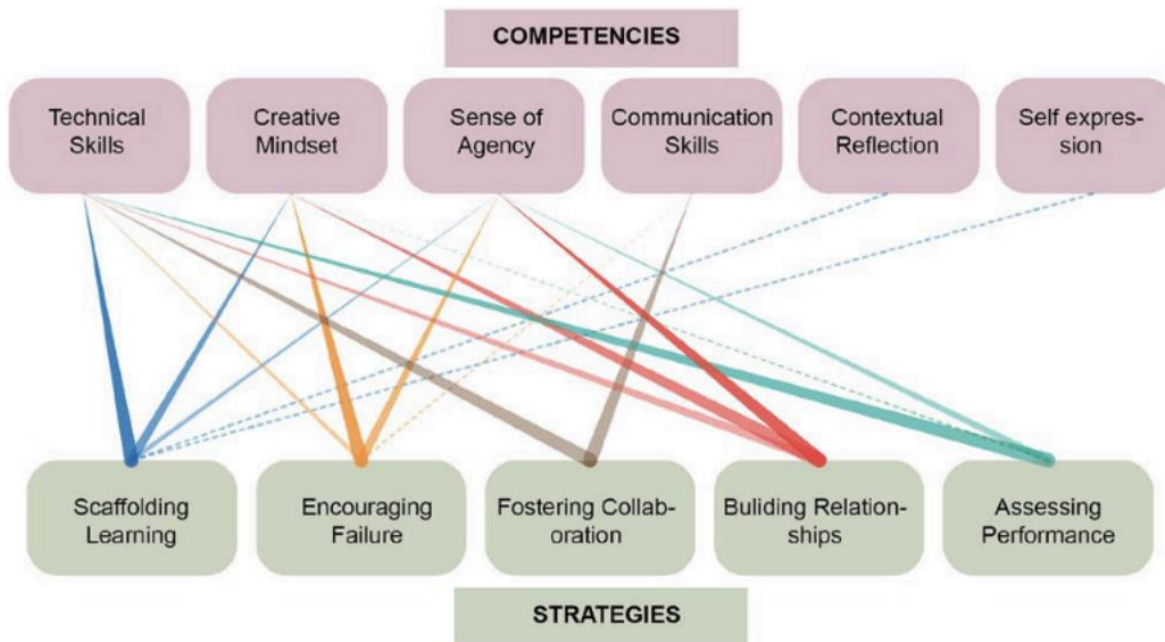 COMPETENCIES
Technical
Skills
Creative
Mindset
Sense of
Agency
Communication
Skills
Contextual
Reflection
Self expres-
sion
Scaffolding
Learning
Encouraging
Failure
Fostering Collab-
oration
Buliding Relation-
ships
Assessing
Performance
STRATEGIES